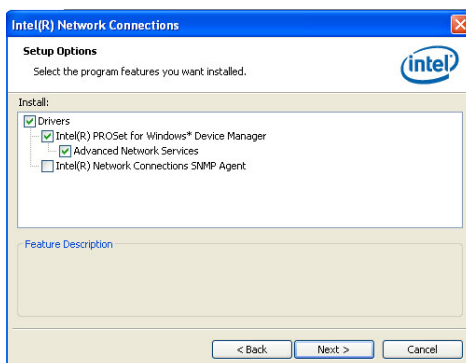 Intel(R) Network Connections
Setup Options
Select the program features you want installed.
intel
Install:
Drivers
Intel(R) PROSet for Windows* Device Manager
Advanced Network Services
Intel(R) Network Connections SNMP Agent
Feature Description
< Back
Next >
Cancel